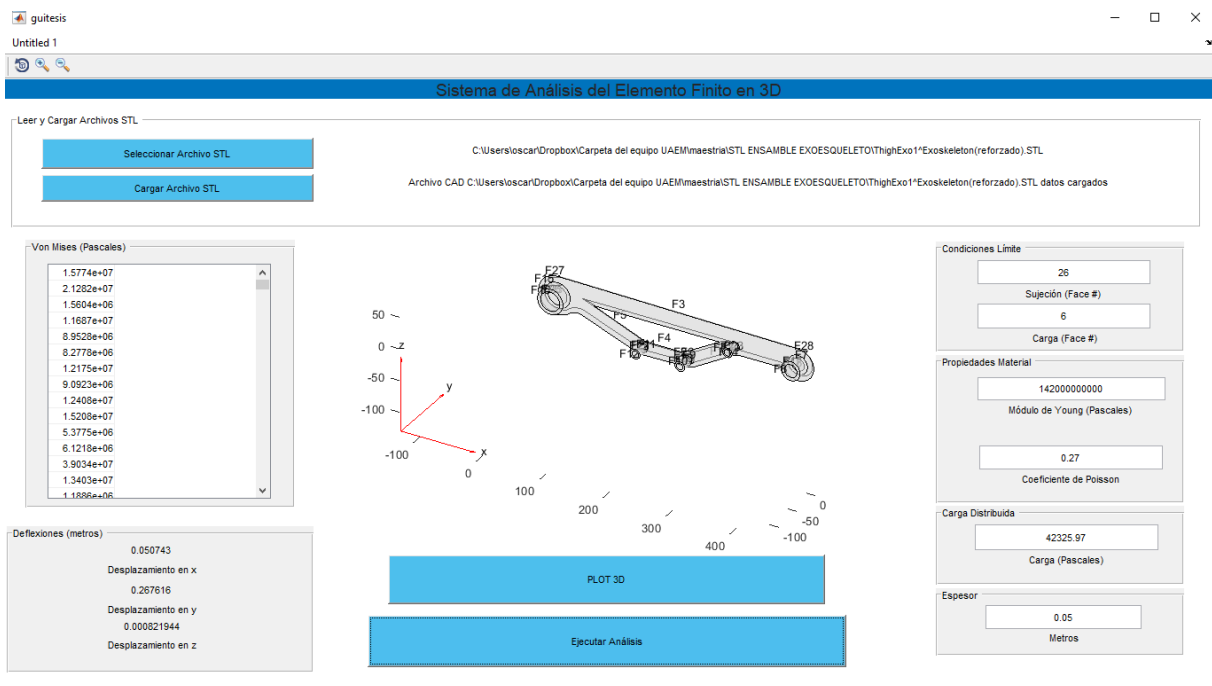 guitesis
Untitled 1
Sistema de Análisis del Elemento Finito en 3D
Leer y Cargar Archivos STL
Seleccionar Archivo STL
C:\Users\oscar\Dropbox\Carpeta del equipo UAEM\maestria\STL ENSAMBLE EXOESQUELETO\ThighExo1^Exoskeleton(reforzado).STL
Cargar Archivo STL
Archivo CAD C:\Users\oscar\Dropbox\Carpeta del equipo UAEM\maestria\STL ENSAMBLE EXOESQUELETO\ThighExo1^Exoskeleton(reforzado).STL datos cargados
Von Mises (Pascales)
1.5774e+07
2.1282e+07
1.5604e+06
1.1687e+07
8.9528e+06
8.2778e+06
1.2175e+07
9.0923e+06
1.2408e+07
1.5208e+07
5.3775e+06
6.1218e+06
3.9034e+07
1.3403e+07
1.1886e+06
Deflexiones (metros)
0.050743
Desplazamiento en x
0.267616
Desplazamiento en y
0.000821944
Desplazamiento en z
F27
F3
F4
F28
50
0
-50
-100
z
y
x
-100
0
100
200
300
400
0
-50
-100
PLOT 3D
Ejecutar Análisis
Condiciones Límite
26
Sujeción (Face #)
6
Carga (Face #)
Propiedades Material
142000000000
Módulo de Young (Pascales)
0.27
Coeficiente de Poisson
Carga Distribuida
42325.97
Carga (Pascales)
Espesor
0.05
Metros